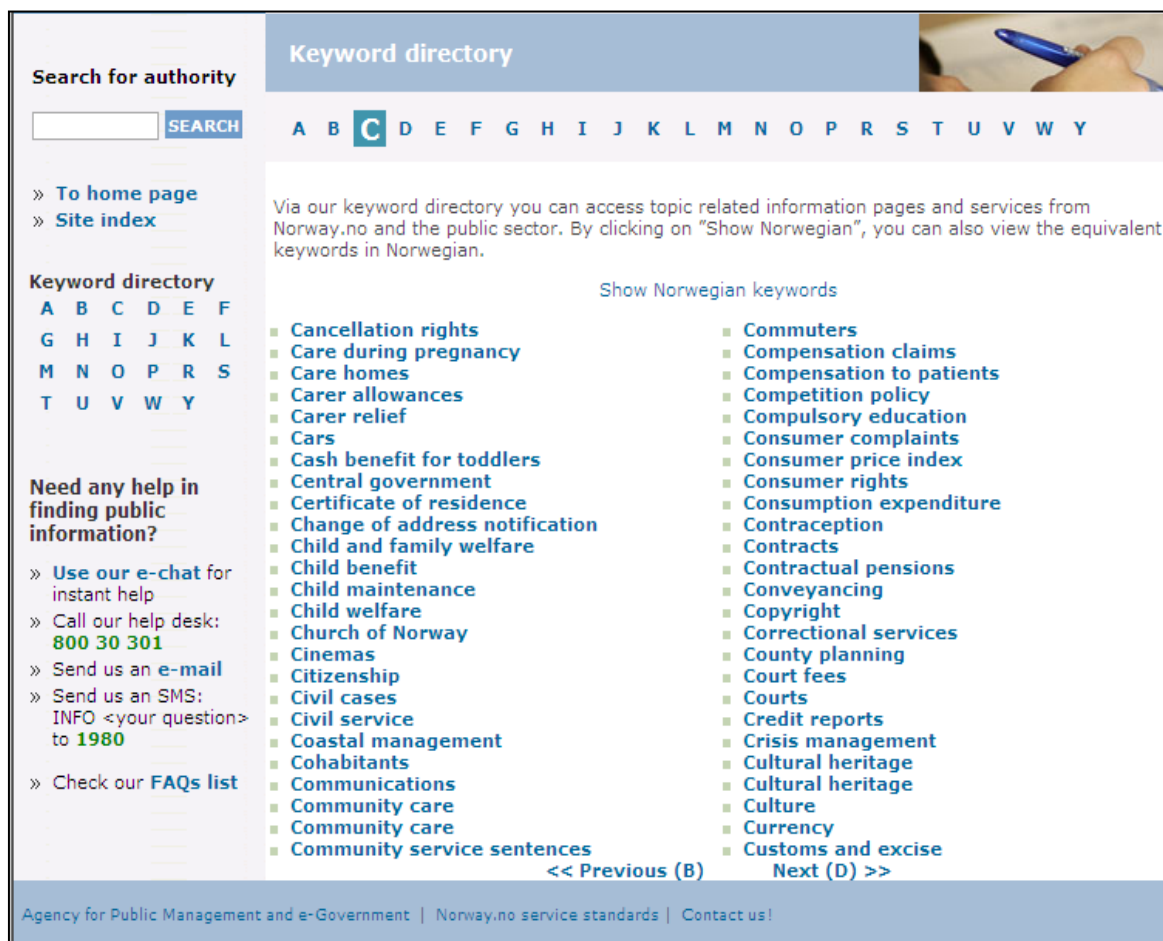 Search for authority
SEARCH
» To home page
» Site index
Keyword directory
A B C D E F
G H I J K L
M N O P R S
T U V W Y
Need any help in
finding public
information?
» Use our e-chat for
instant help
» Call our help desk:
800 30 301
» Send us an e-mail
» Send us an SMS:
INFO <your question>
to 1980
» Check our FAQs list
Keyword directory
A B C D E F G H I J K L M N O P R S T U V W Y
Via our keyword directory you can access topic related information pages and services from
Norway.no and the public sector. By clicking on ”Show Norwegian”, you can also view the equivalent
keywords in Norwegian.
Show Norwegian keywords
Cancellation rights
Care during pregnancy
Care homes
Carer allowances
Carer relief
Cars
Cash benefit for toddlers
Central government
Certificate of residence
Change of address notification
Child and family welfare
Child benefit
Child maintenance
Child welfare
Church of Norway
Cinemas
Citizenship
Civil cases
Civil service
Coastal management
Cohabitants
Communications
Community care
Community care
Community service sentences
Commuters
Compensation claims
Compensation to patients
Competition policy
Compulsory education
Consumer complaints
Consumer price index
Consumer rights
Consumption expenditure
Contraception
Contracts
Contractual pensions
Conveyancing
Copyright
Correctional services
County planning
Court fees
Courts
Credit reports
Crisis management
Cultural heritage
Cultural heritage
Culture
Currency
Customs and excise
<< Previous (B) Next (D) >>
Agency for Public Management and e-Government | Norway.no service standards | Contact us!